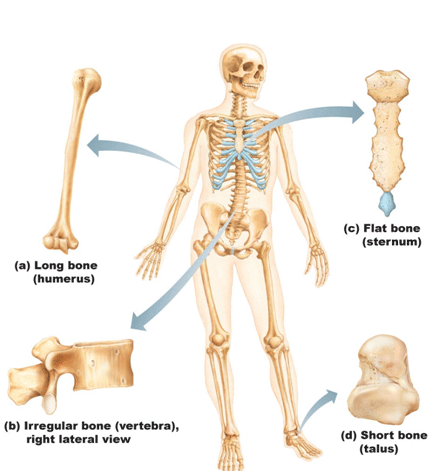 (a) Long bone
(humerus)
(c) Flat bone
(sternum)
(b) Irregular bone (vertebra),
right lateral view
(d) Short bone
(talus)